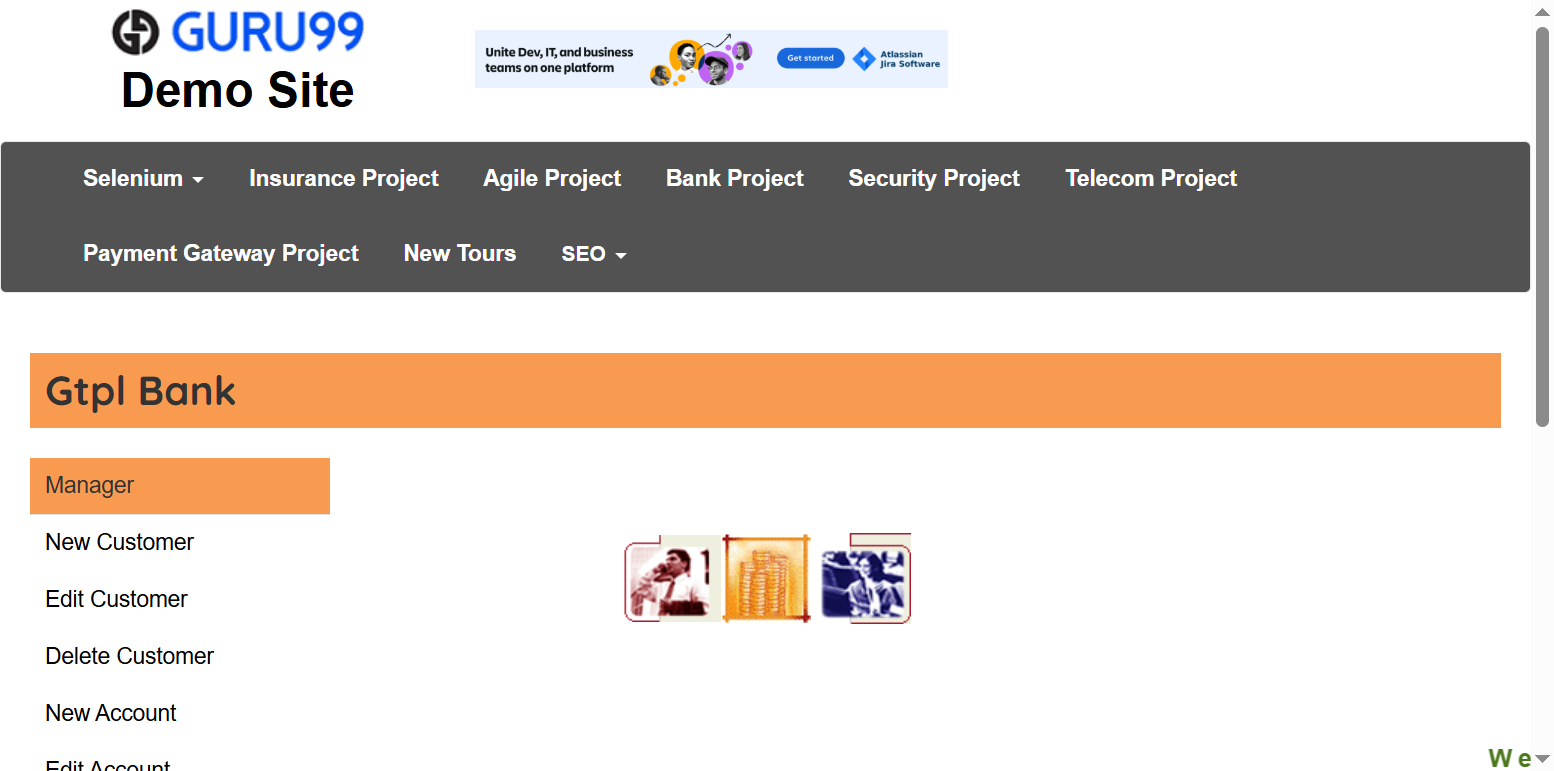 GURU99
Demo Site
Unite Dev, IT, and business
teams on one platform
Get started
Atlassian
Jira Software
Selenium
Insurance Project
Agile Project
Bank Project
Security Project
Telecom Project
Payment Gateway Project
New Tours
SEO
Gtpl Bank
Manager
New Customer
Edit Customer
Delete Customer
New Account
Edit Account
We